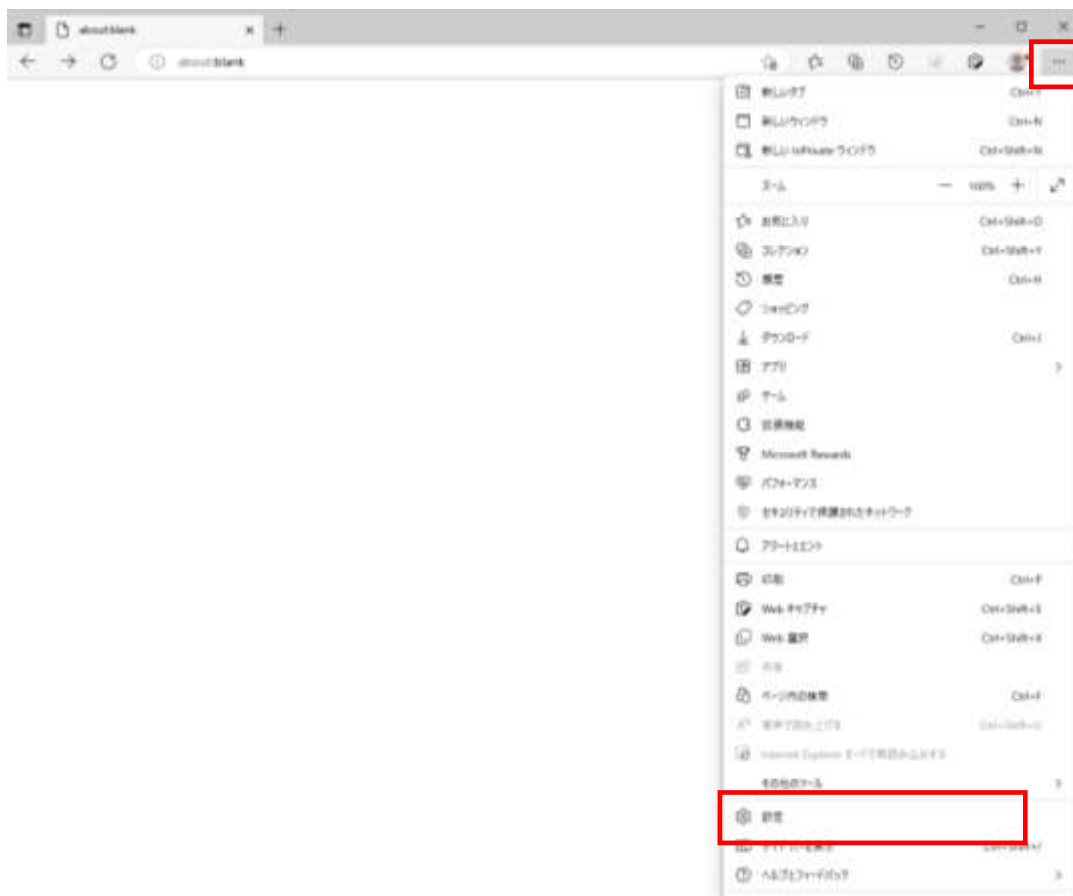 about:blank
about:blank
新しいタブ Ctrl+T
新しいウィンドウ Ctrl+N
新しい InPrivate ウィンドウ Ctrl+Shift+N
ズーム 100%
お気に入り Ctrl+Shift+O
コレクション Ctrl+Shift+Y
履歴 Ctrl+H
ショッピング
ダウンロード Ctrl+J
アプリ
ゲーム
拡張機能
Microsoft Rewards
パフォーマンス
セキュリティで保護されたネットワーク
アラートとヒント
印刷 Ctrl+P
Web キャプチャ Ctrl+Shift+S
Web 選択 Ctrl+Shift+X
共有
ページ内の検索 Ctrl+F
音声で読み上げる Ctrl+Shift+U
Internet Explorer モードで再読み込みする
その他のツール
設定
サイド バーを表示 Ctrl+Shift+/
ヘルプとフィードバック